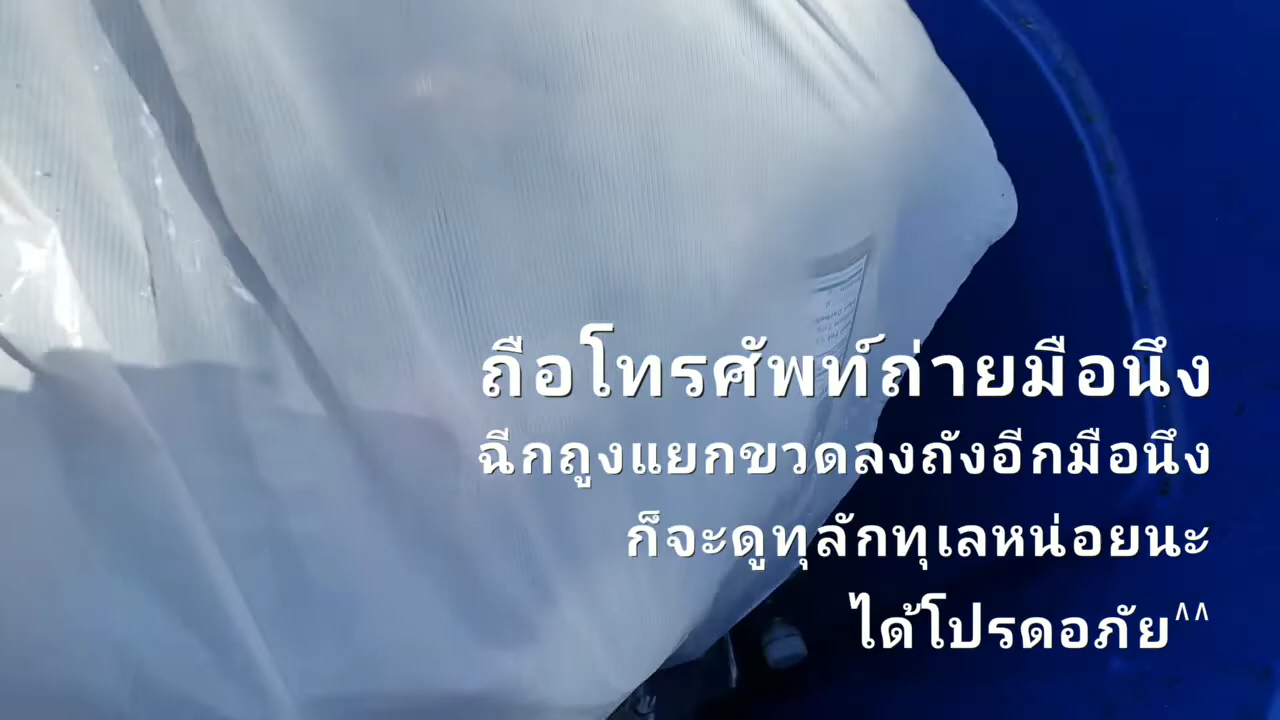 ถือโทรศัพท์ถ่ายมือนึง
ฉีกถูงแยกขวดลงถังอีกมือนึง
ก็จะดูทุลักทุเลหน่อยนะ
ได้โปรดอภัย^^